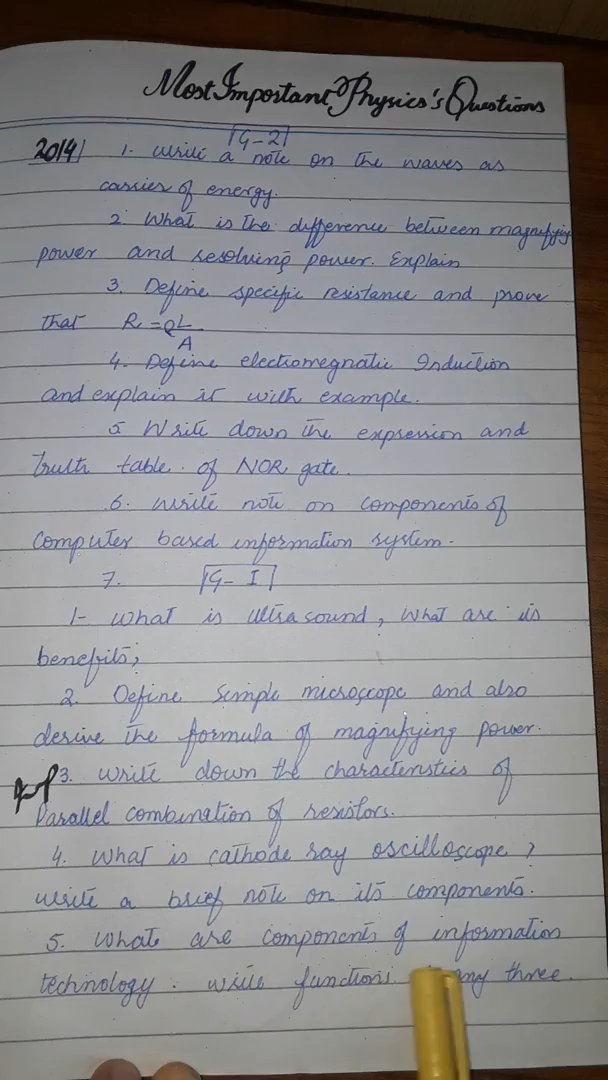 Most Important Physics's Questions
G-2
2014 1. write a note on the waves as
carrier of energy.
2. What is the difference between magnifying
power and resolving power. Explain
3. Define specific resistance and prove
that R = ρL/A
4. Define electromegnatic Induction
and explain it with example.
5 Write down the expression and
Truth table. of NOR gate.
6. write note on components of
computer based information system.
7. G-I
1- what is ultrasound, what are its
benefits;
2. Define simple microscope and also
derive the formula of magnifying power.
3. write down the characteristics of
Parallel combination of resistors.
4. What is cathode ray oscilloscope ?
write a brief note on its components.
5. what are components of information
technology. write functions any three.